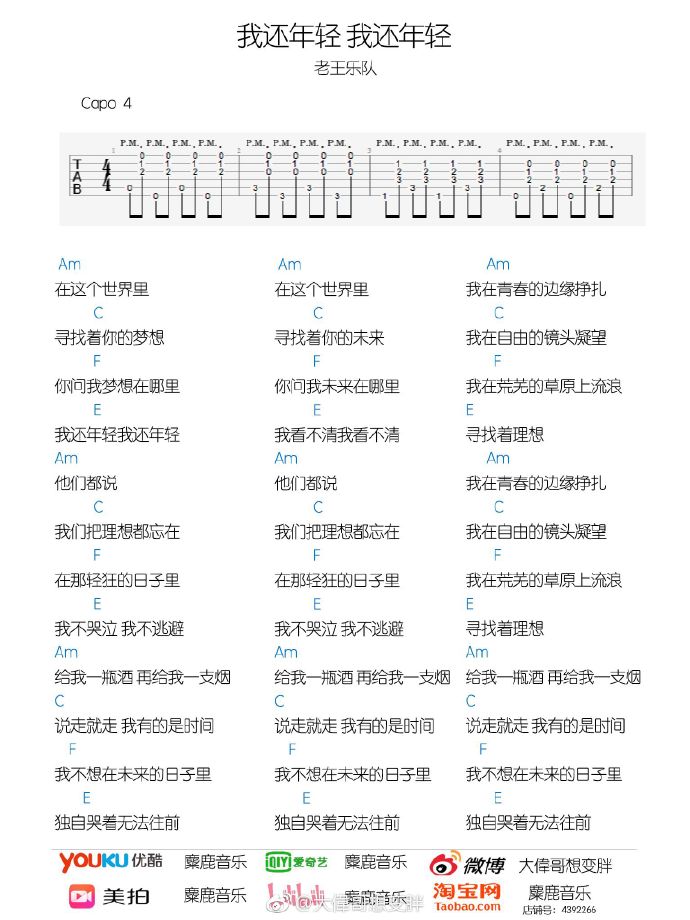 我还年轻 我还年轻
老王乐队
Capo 4
P.M. P.M. P.M. P.M. P.M. P.M. P.M. P.M. P.M. P.M. P.M. P.M. P.M. P.M. P.M. P.M.
1 2 3 4
TAB
4/4
Am
在这个世界里
C
寻找着你的梦想
F
你问我梦想在哪里
E
我还年轻我还年轻
Am
他们都说
C
我们把理想都忘在
F
在那轻狂的日子里
E
我不哭泣 我不逃避
Am
给我一瓶酒 再给我一支烟
C
说走就走 我有的是时间
F
我不想在未来的日子里
E
独自哭着无法往前
Am
在这个世界里
C
寻找着你的未来
F
你问我未来在哪里
E
我看不清我看不清
Am
他们都说
C
我们把理想都忘在
F
在那轻狂的日子里
E
我不哭泣 我不逃避
Am
给我一瓶酒 再给我一支烟
C
说走就走 我有的是时间
F
我不想在未来的日子里
E
独自哭着无法往前
Am
我在青春的边缘挣扎
C
我在自由的镜头凝望
F
我在荒芜的草原上流浪
E
寻找着理想
Am
我在青春的边缘挣扎
C
我在自由的镜头凝望
F
我在荒芜的草原上流浪
E
寻找着理想
Am
给我一瓶酒 再给我一支烟
C
说走就走 我有的是时间
F
我不想在未来的日子里
E
独自哭着无法往前
YOUKU优酷 麋鹿音乐 iQIYI爱奇艺 麋鹿音乐 微博 大偉哥想变胖
美拍 麋鹿音乐 麋鹿音乐 淘宝网 Taobao.com 麋鹿音乐
店铺号：4392266
@大偉哥想变胖